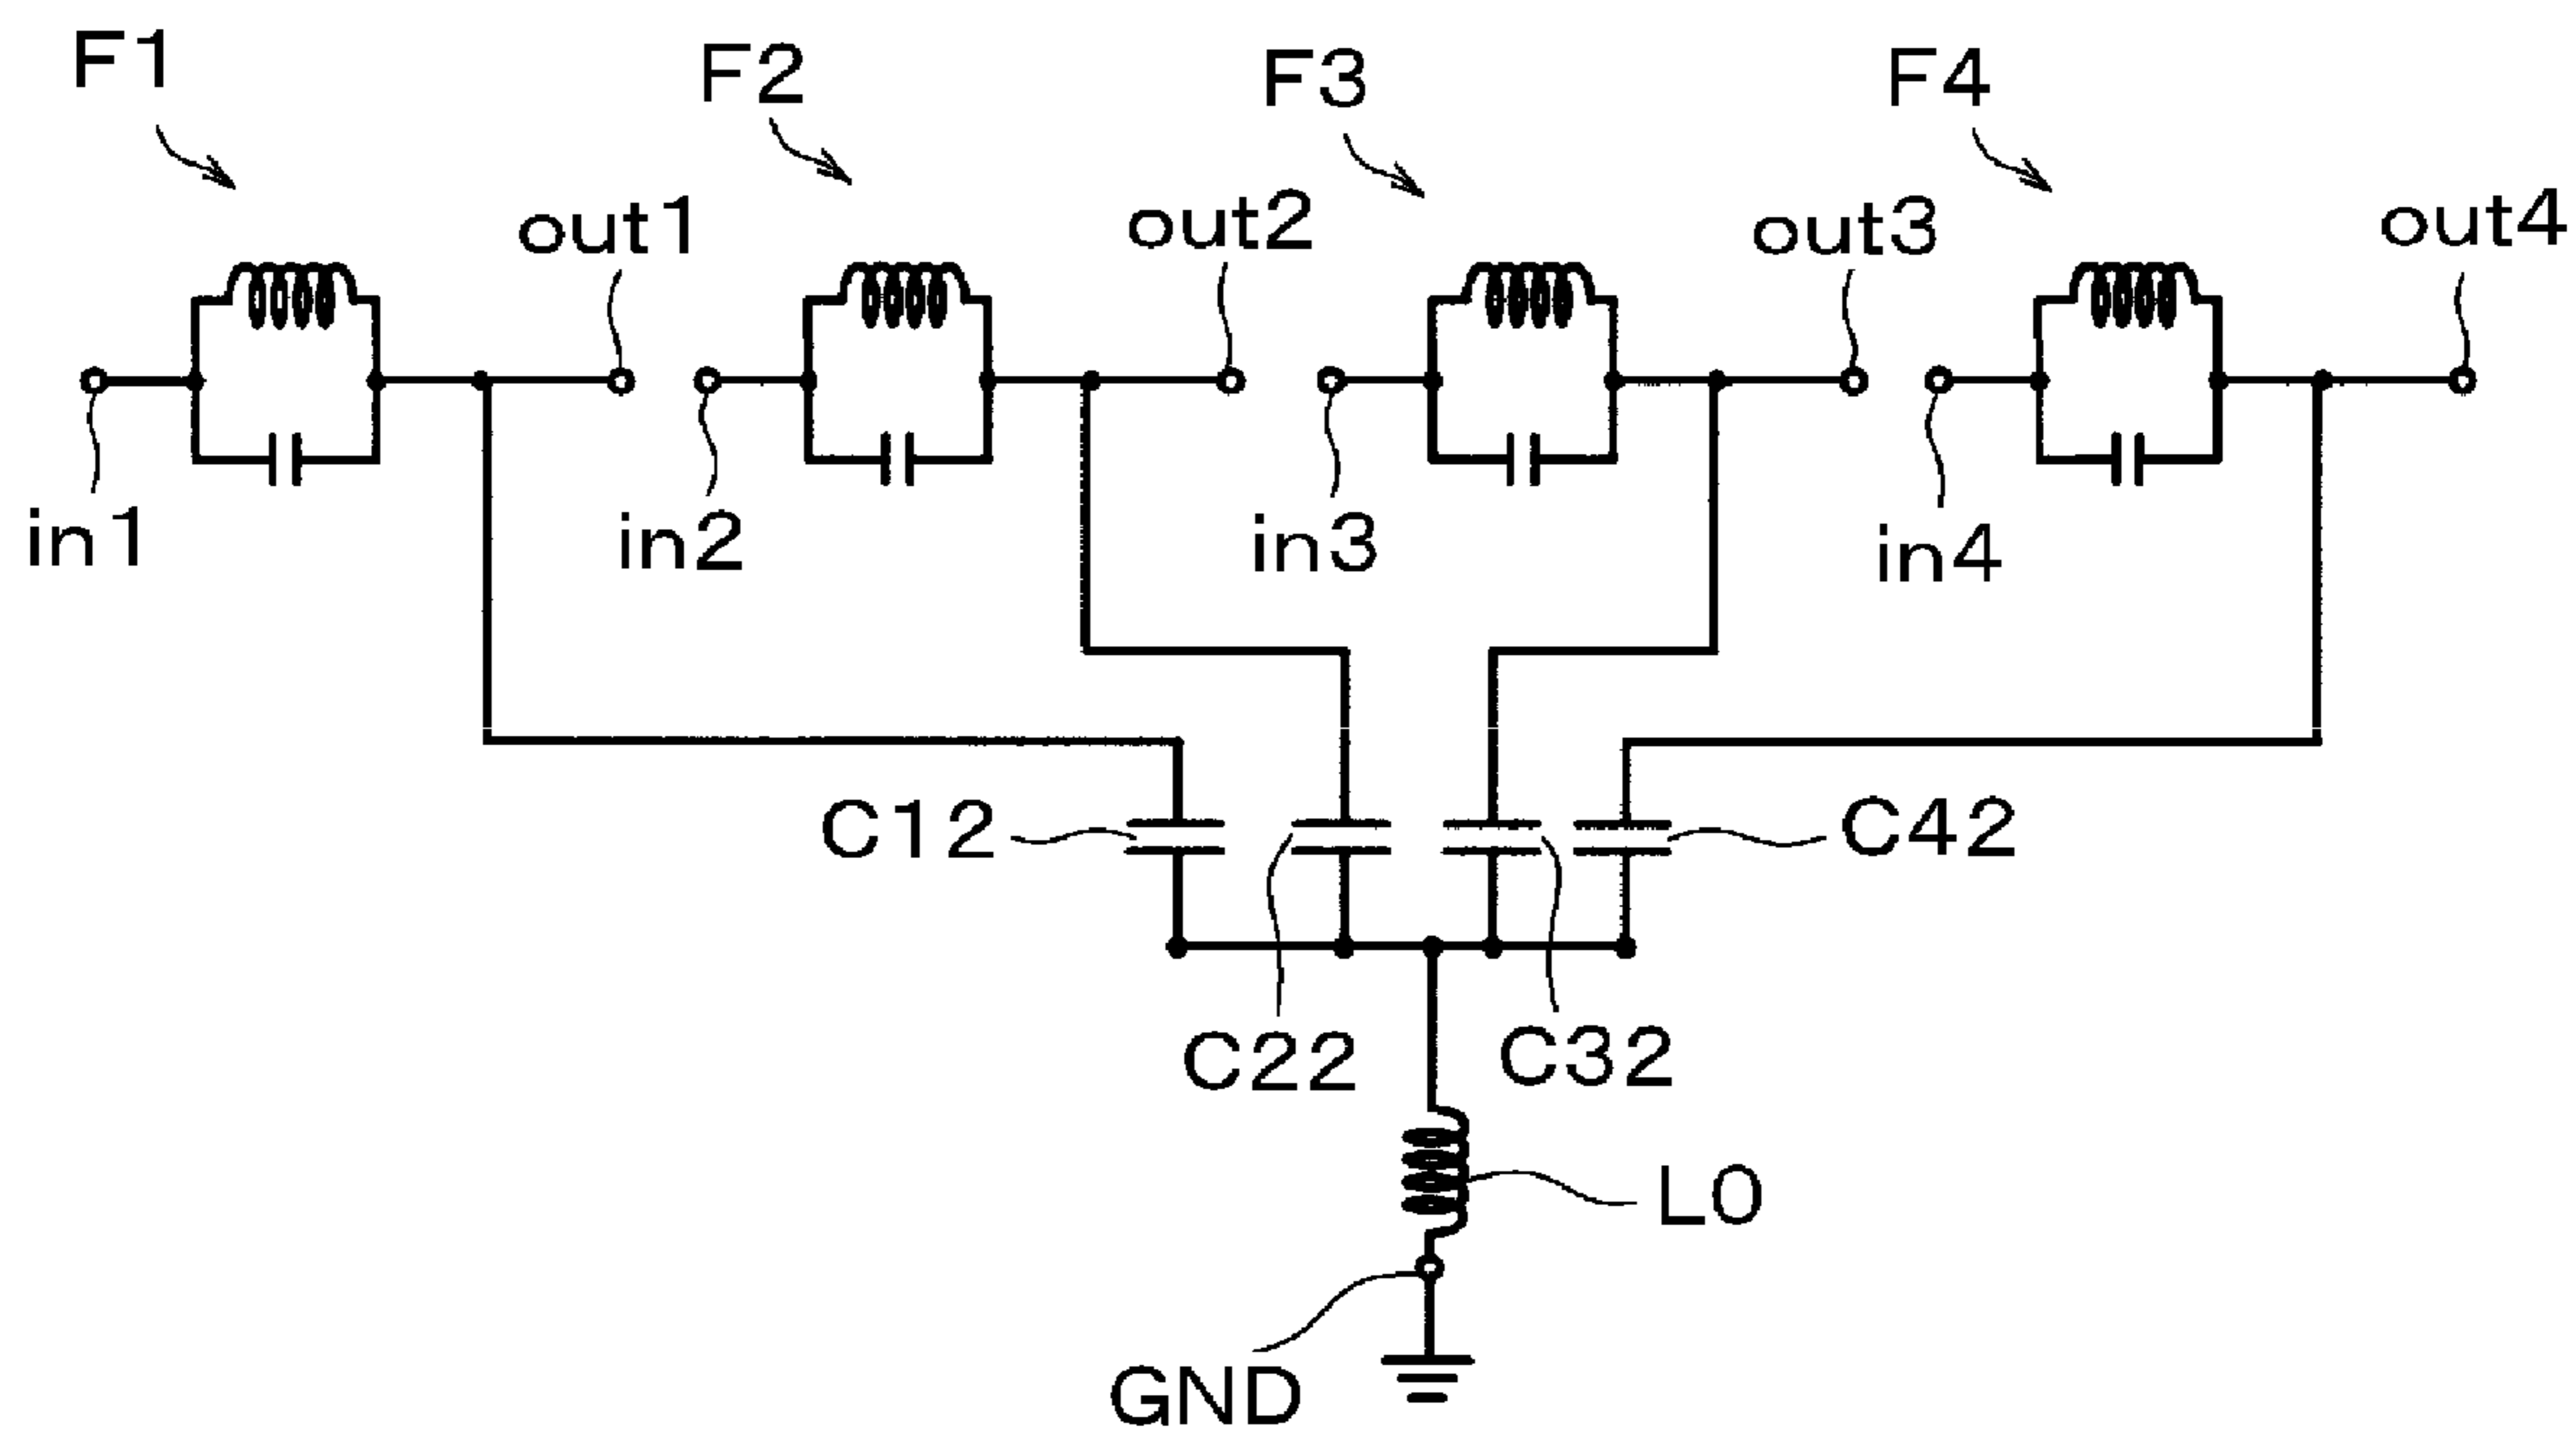 F1
F2
F3
F4
out1
out2
out3
out4
in1
in2
in3
in4
C12
C42
C22
C32
L0
GND